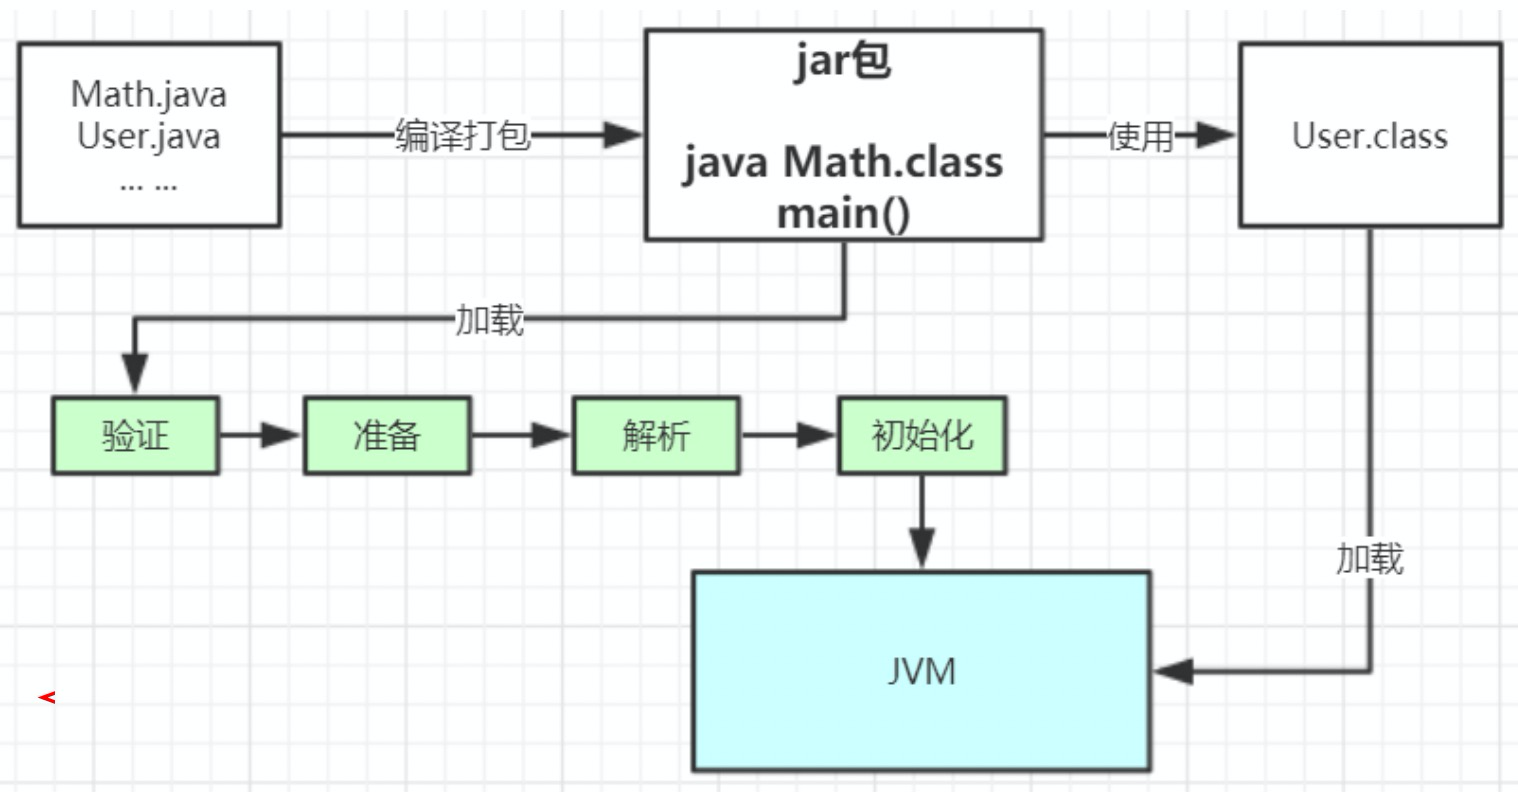 Math.java
User.java
... ...
编译打包
jar包
java Math.class
main()
使用
User.class
加载
验证
准备
解析
初始化
加载
JVM